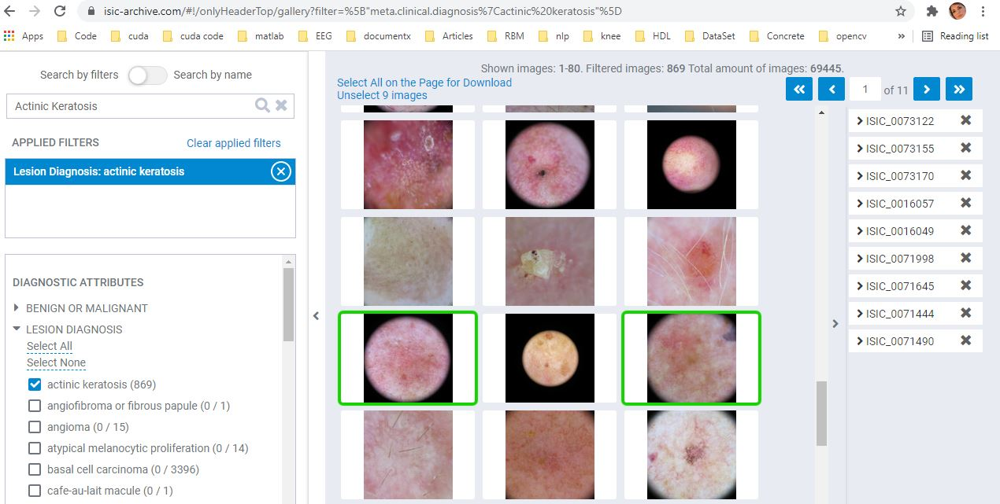 isic-archive.com/#!/onlyHeaderTop/gallery?filter=%5B"meta.clinical.diagnosis%7Cactinic%20keratosis"%5D
Apps Code cuda cuda code matlab EEG documentx Articles RBM nlp knee HDL DataSet Concrete opencv » Reading list
Search by filters Search by name
Actinic Keratosis
APPLIED FILTERS Clear applied filters
Lesion Diagnosis: actinic keratosis
DIAGNOSTIC ATTRIBUTES
BENIGN OR MALIGNANT
LESION DIAGNOSIS
Select All
Select None
actinic keratosis (869)
angiofibroma or fibrous papule (0 / 1)
angioma (0 / 15)
atypical melanocytic proliferation (0 / 14)
basal cell carcinoma (0 / 3396)
cafe-au-lait macule (0 / 1)
Shown images: 1-80. Filtered images: 869 Total amount of images: 69445.
Select All on the Page for Download
Unselect 9 images
1 of 11
ISIC_0073122
ISIC_0073155
ISIC_0073170
ISIC_0016057
ISIC_0016049
ISIC_0071998
ISIC_0071645
ISIC_0071444
ISIC_0071490